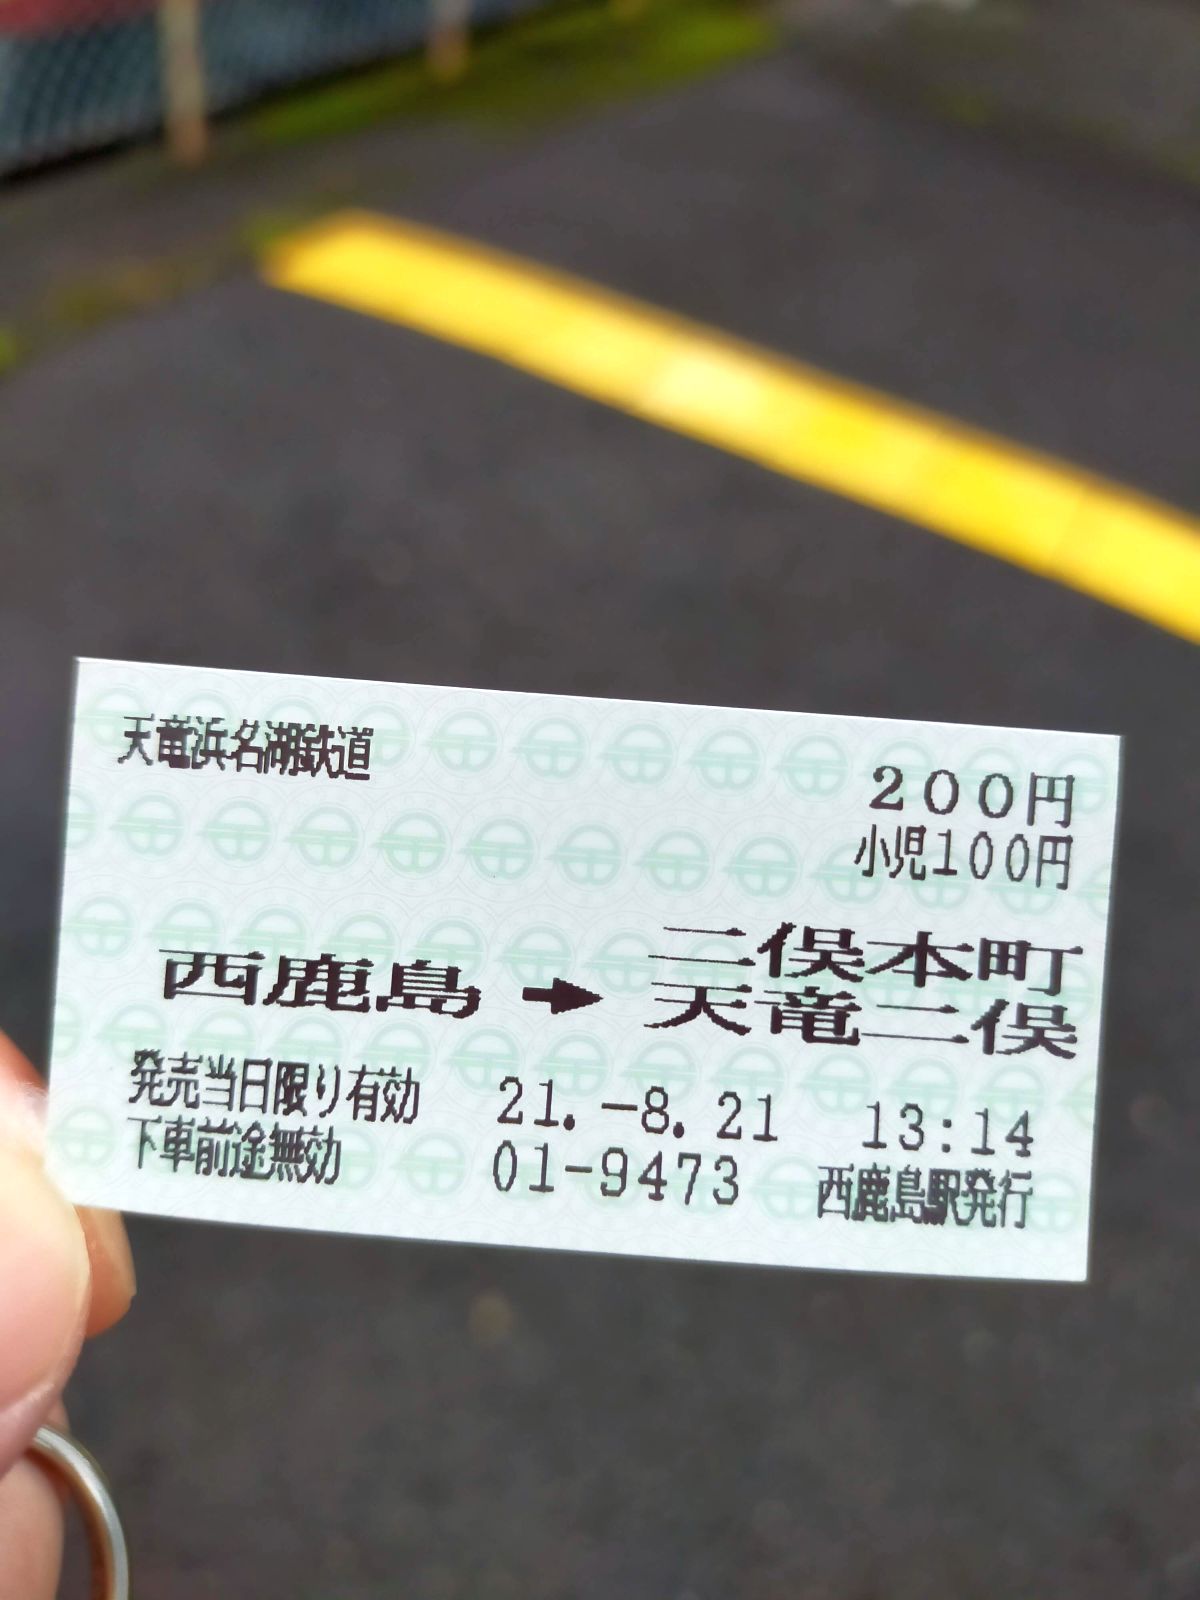 天竜浜名湖鉄道
200円
小児100円
西鹿島 → 二俣本町
天竜二俣
発売当日限り有効 21.-8.21 13:14
下車前途無効 01-9473 西鹿島駅発行